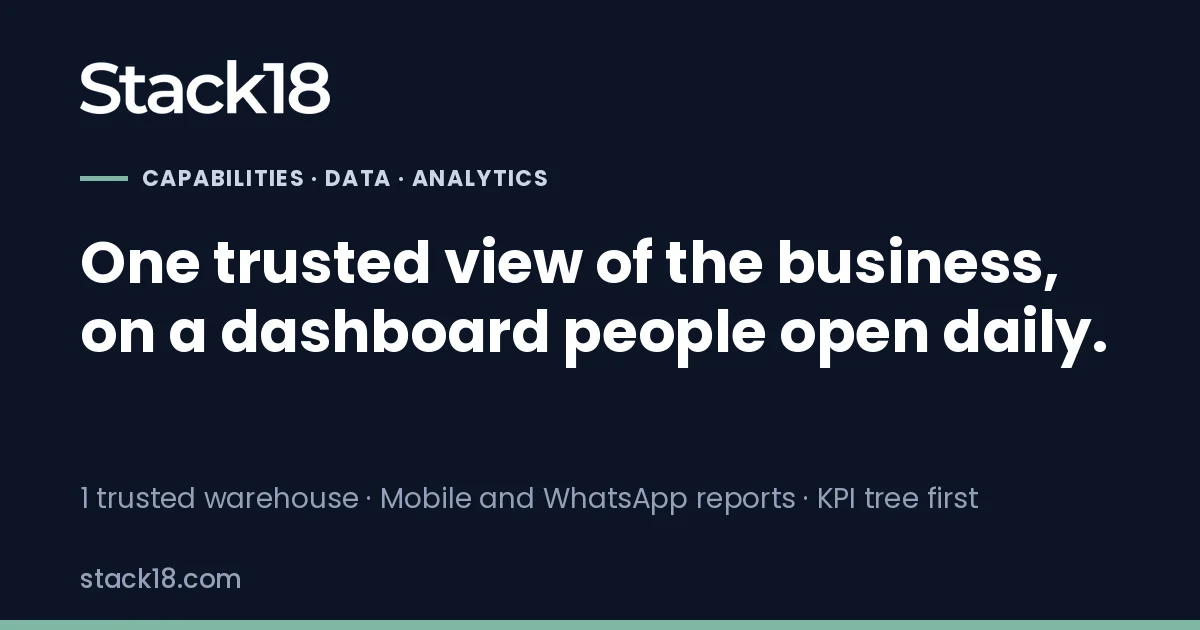 Stack18
CAPABILITIES · DATA · ANALYTICS
One trusted view of the business,
on a dashboard people open daily.
1 trusted warehouse · Mobile and WhatsApp reports · KPI tree first
stack18.com